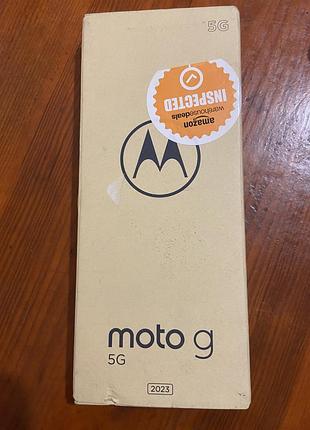 5G
INSPECTED
amazon
warehousedeals
moto g
5G
2023